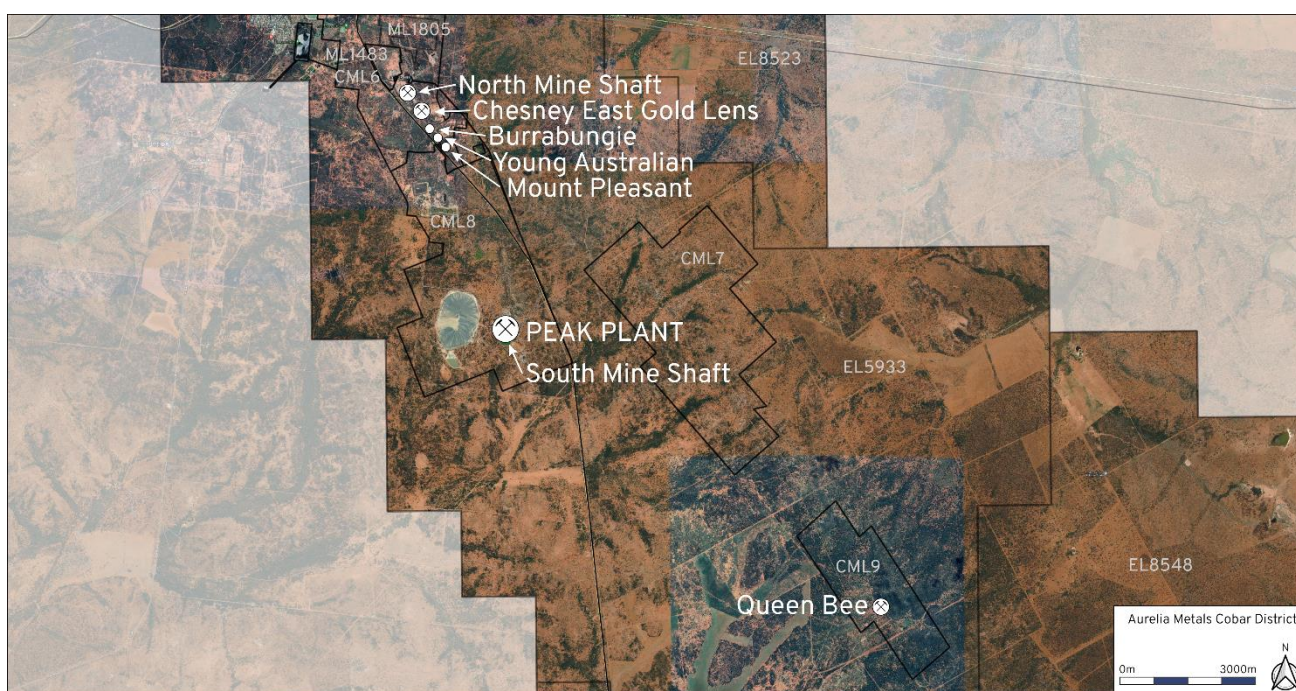 ML1805
ML1483
CML6
EL8523
North Mine Shaft
Chesney East Gold Lens
Burrabungie
Young Australian
Mount Pleasant
CML8
CML7
PEAK PLANT
South Mine Shaft
EL5933
CML9
EL8548
Queen Bee
Aurelia Metals Cobar District
N
0m
3000m